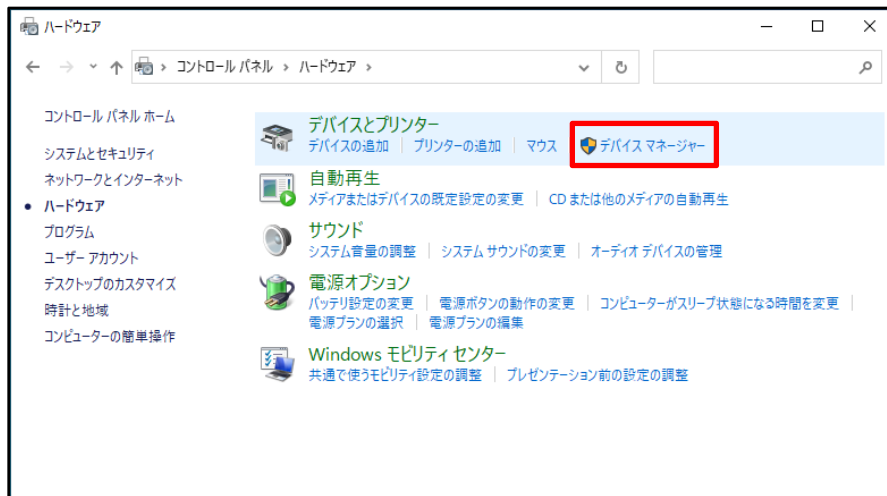 ハードウェア
コントロール パネル › ハードウェア ›
コントロール パネル ホーム
システムとセキュリティ
ネットワークとインターネット
ハードウェア
プログラム
ユーザー アカウント
デスクトップのカスタマイズ
時計と地域
コンピューターの簡単操作
デバイスとプリンター
デバイスの追加 | プリンターの追加 | マウス | デバイス マネージャー
自動再生
メディアまたはデバイスの既定設定の変更 | CD または他のメディアの自動再生
サウンド
システム音量の調整 | システム サウンドの変更 | オーディオ デバイスの管理
電源オプション
バッテリ設定の変更 | 電源ボタンの動作の変更 | コンピューターがスリープ状態になる時間を変更 |
電源プランの選択 | 電源プランの編集
Windows モビリティ センター
共通で使うモビリティ設定の調整 | プレゼンテーション前の設定の調整